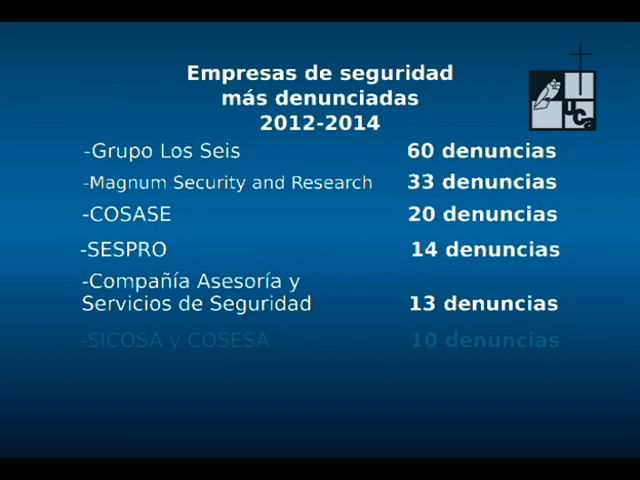 Empresas de seguridad
más denunciadas
2012-2014
-Grupo Los Seis 60 denuncias
-Magnum Security and Research 33 denuncias
-COSASE 20 denuncias
-SESPRO 14 denuncias
-Compañía Asesoría y
Servicios de Seguridad 13 denuncias
-SICOSA y COSESA 10 denuncias
UCa